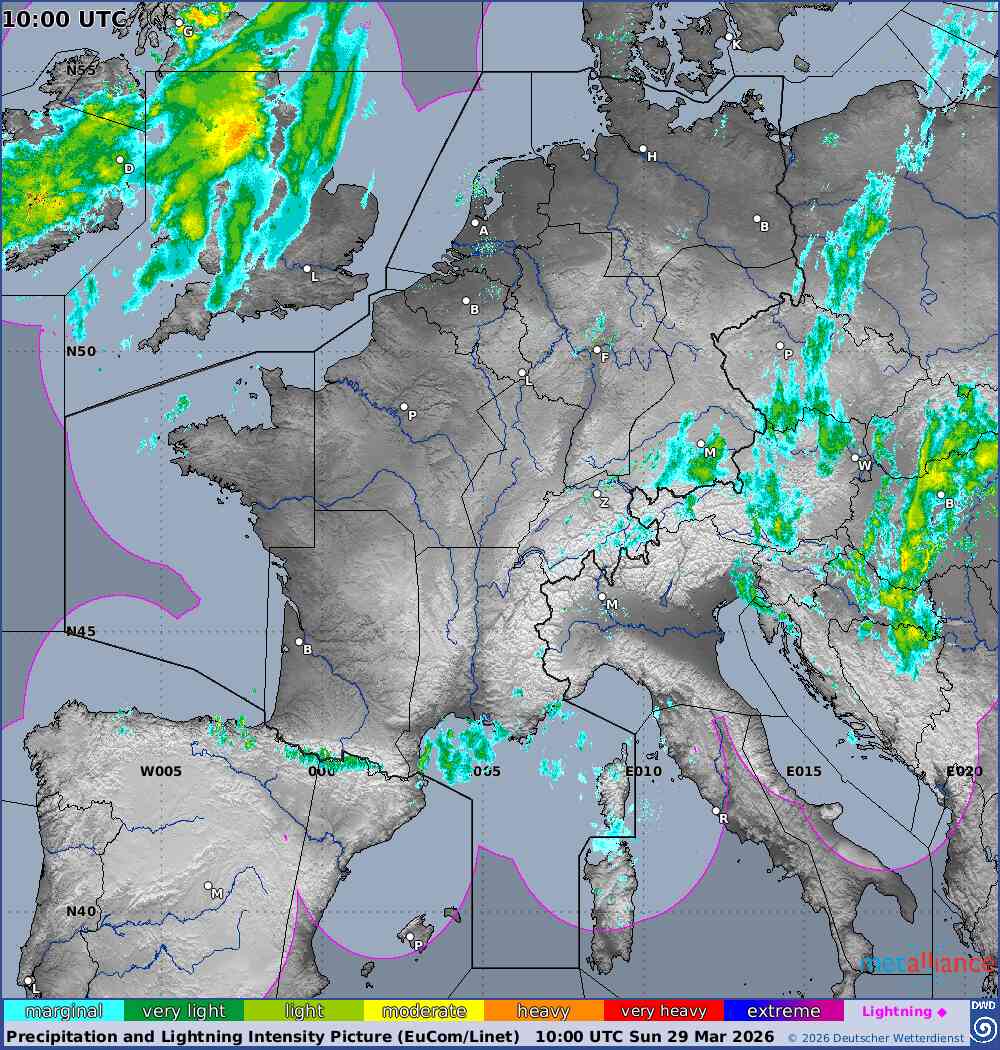 10:00 UTC
G
K
N55
D
H
A
B
L
B
N50
P
F
L
P
M
W
Z
B
M
N45
B
W005
000
E005
E010
E015
E020
R
M
N40
P
L
metalliance
marginal very light light moderate heavy very heavy extreme Lightning ◆
DWD
Precipitation and Lightning Intensity Picture (EuCom/Linet) 10:00 UTC Sun 29 Mar 2026 © 2026 Deutscher Wetterdienst